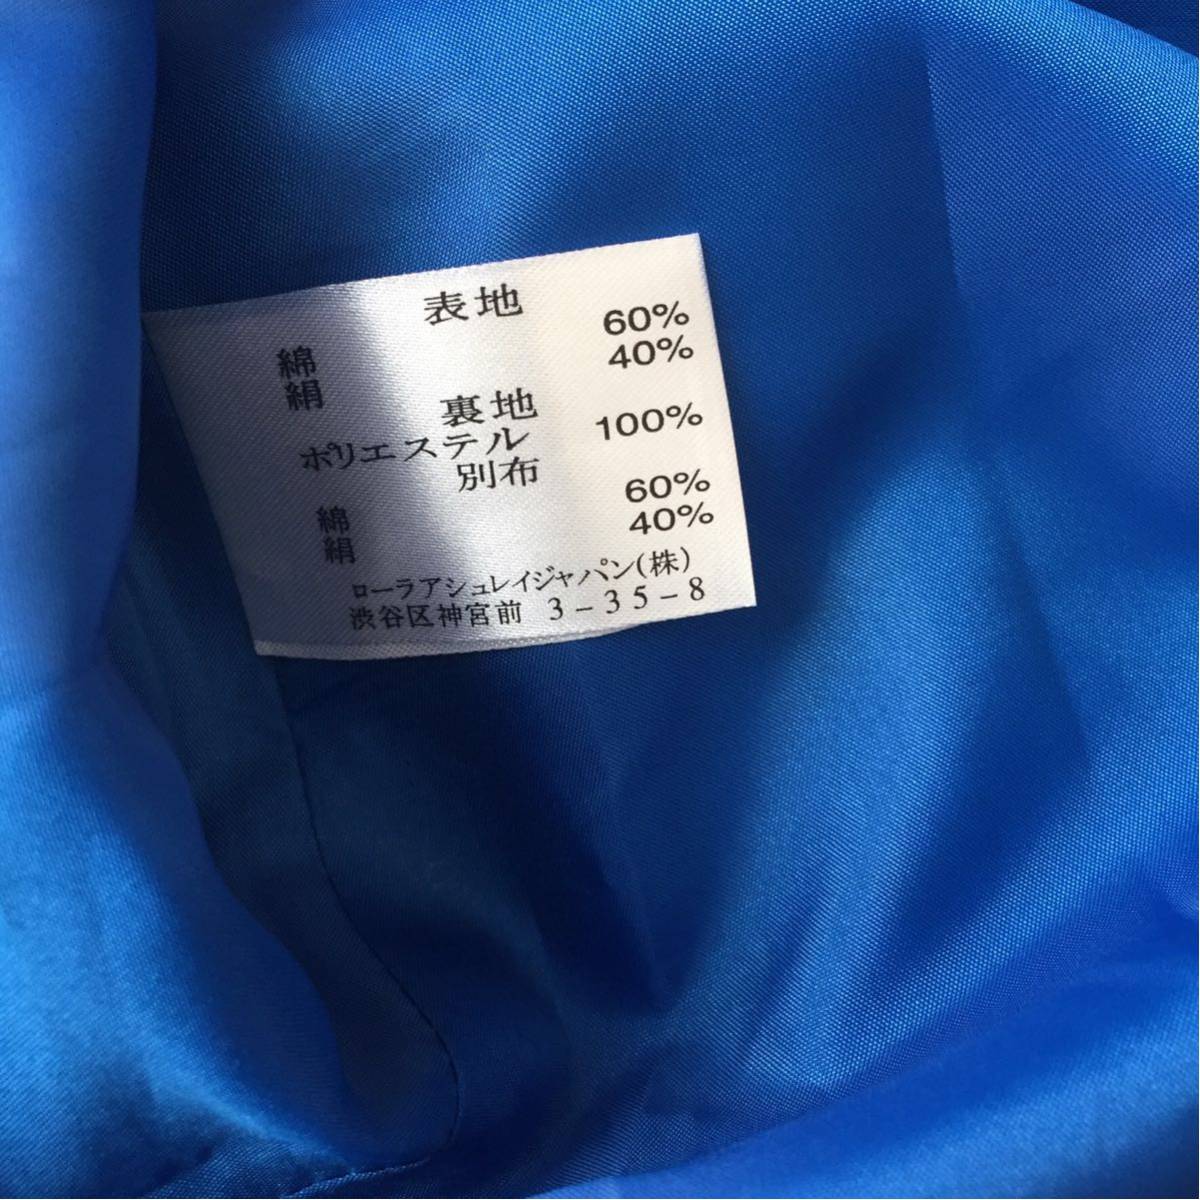 表地
綿 60%
絹 40%
裏地
ポリエステル 100%
別布
綿 60%
絹 40%
ローラアシュレイジャパン(株)
渋谷区神宮前 3-35-8